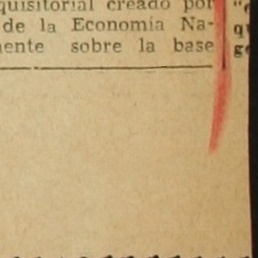 quisitorial creado por
de la Economía Na-
mente sobre la base